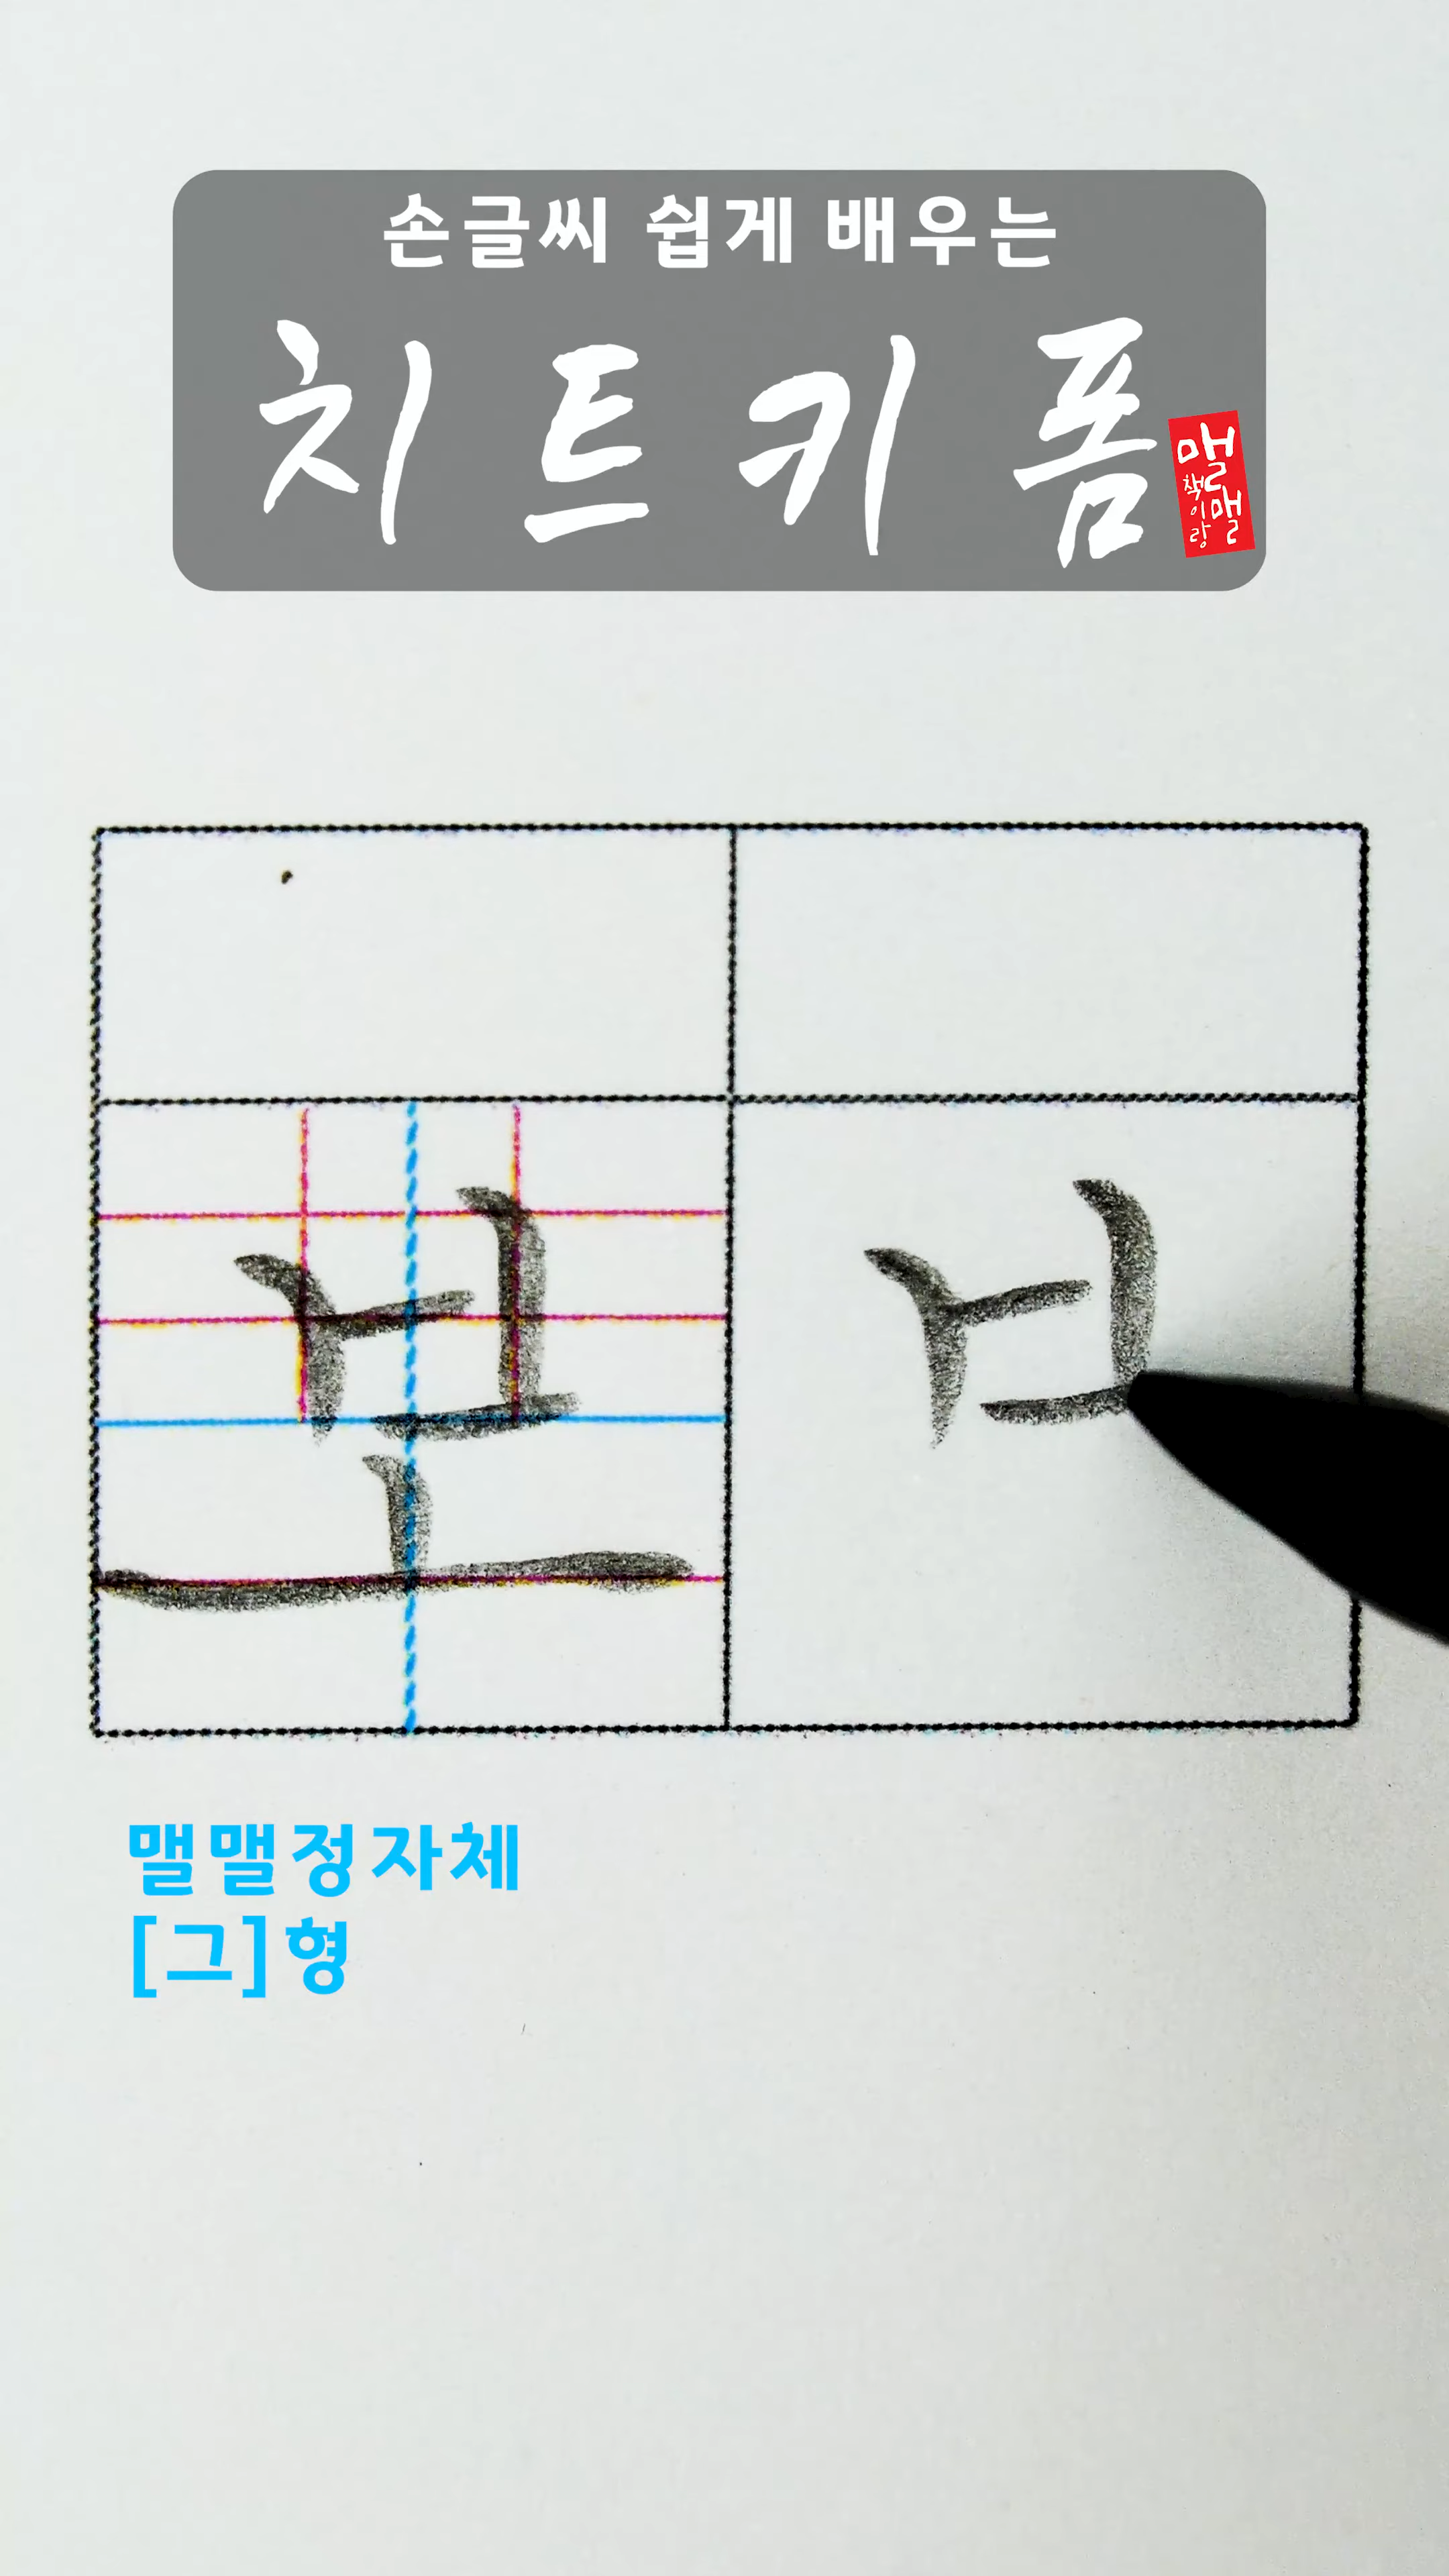 손글씨 쉽게 배우는
치트키 폼
맬맬
책이랑
보
맬맬정자체
[그]형